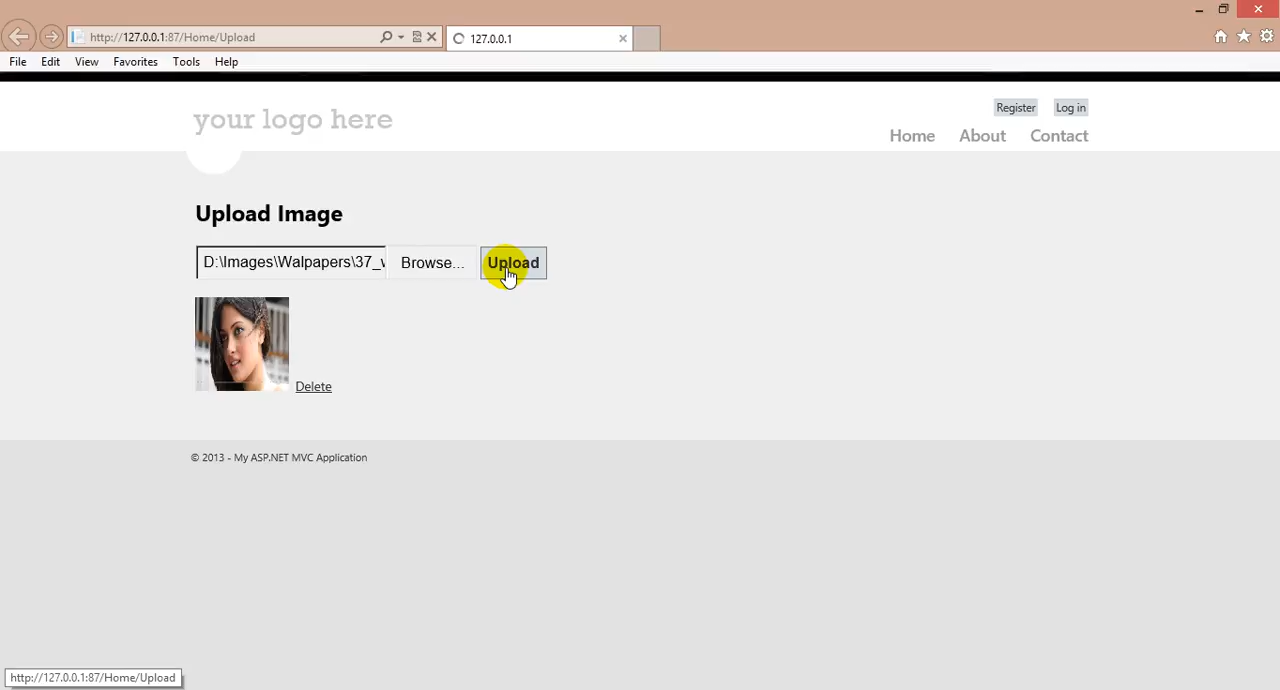 http://127.0.0.1:87/Home/Upload
127.0.0.1
File Edit View Favorites Tools Help
your logo here
Register Log in
Home About Contact
Upload Image
D:\Images\Walpapers\37_ Browse... Upload
Delete
© 2013 - My ASP.NET MVC Application
http://127.0.0.1:87/Home/Upload